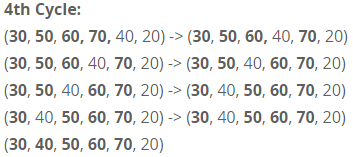 4th Cycle:
(30, 50, 60, 70, 40, 20) -> (30, 50, 60, 40, 70, 20)
(30, 50, 60, 40, 70, 20) -> (30, 50, 40, 60, 70, 20)
(30, 50, 40, 60, 70, 20) -> (30, 40, 50, 60, 70, 20)
(30, 40, 50, 60, 70, 20) -> (30, 40, 50, 60, 70, 20)
(30, 40, 50, 60, 70, 20)